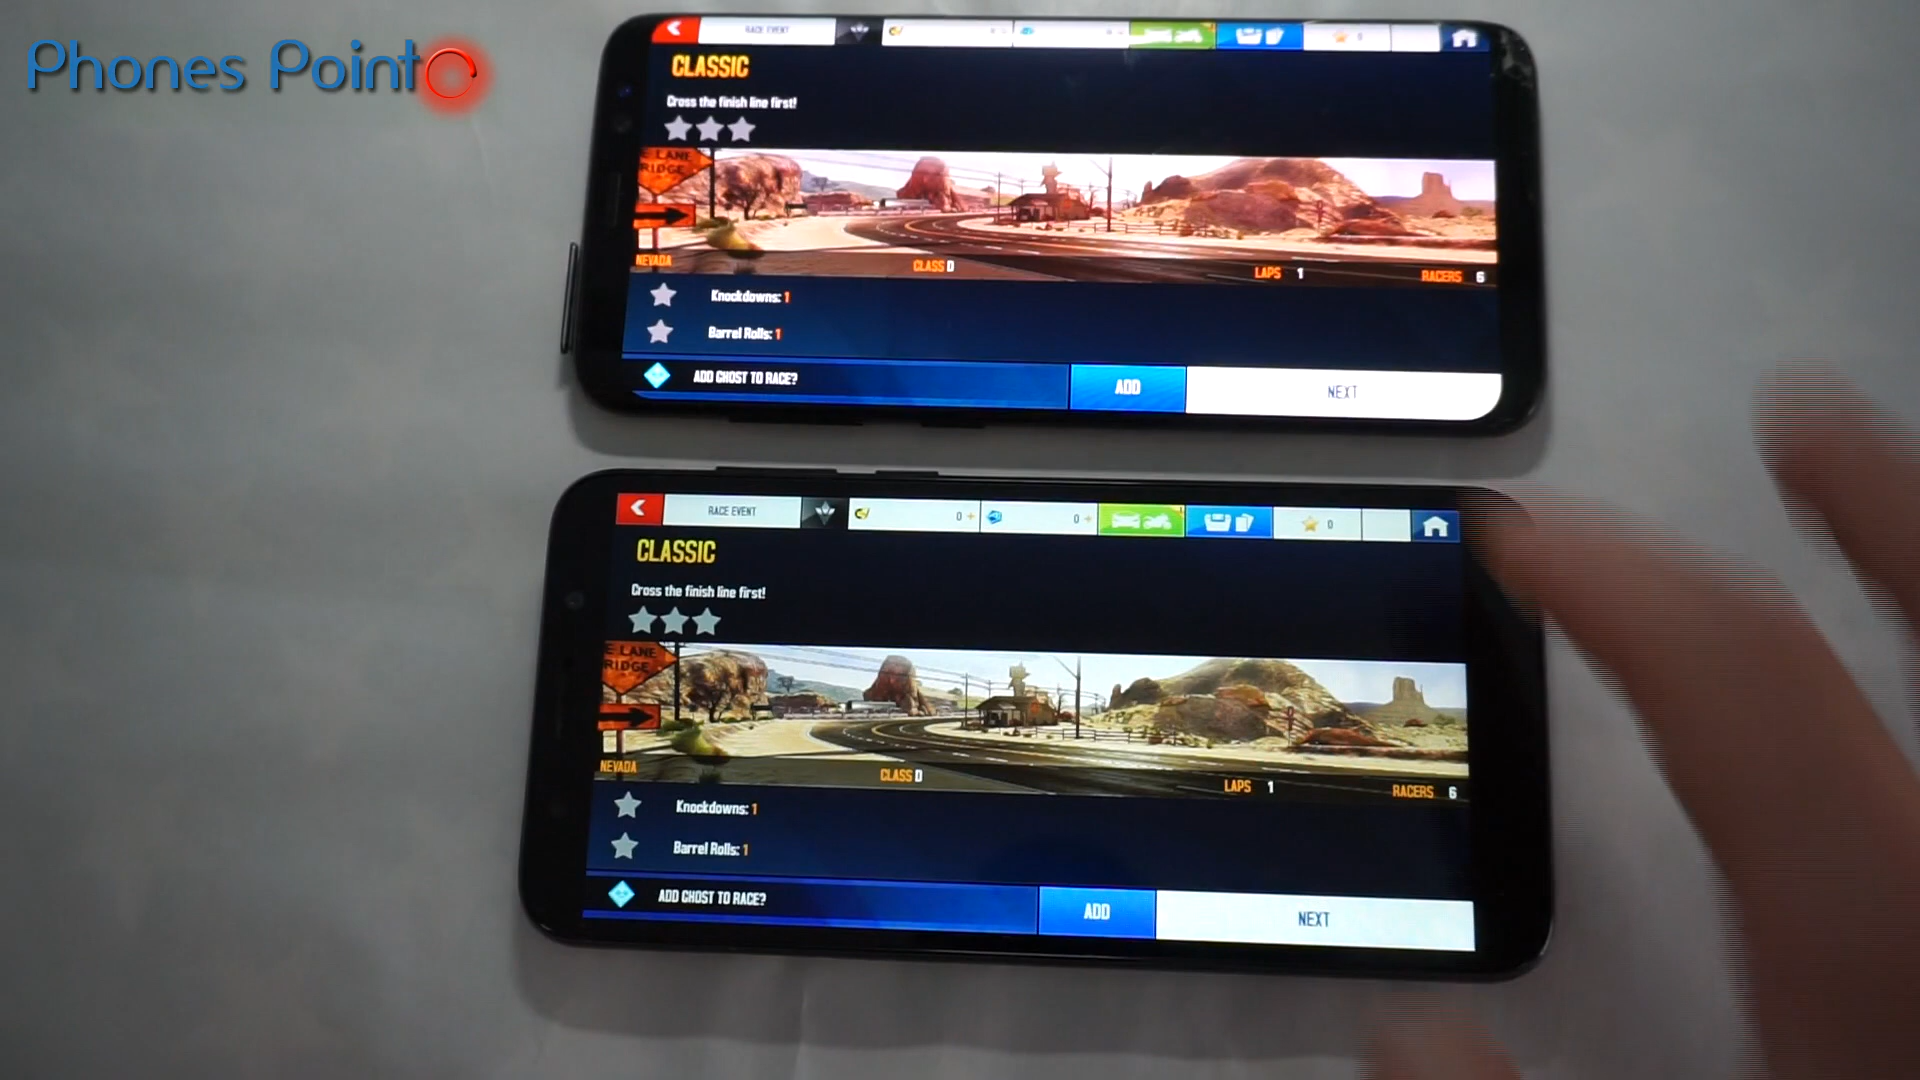 Phones Point
RACE EVENT
0
CLASSIC
Cross the finish line first!
E LANE
RIDGE
NEVADA
CLASS D
LAPS 1
RACERS 6
Knockdowns: 1
Barrel Rolls: 1
ADD GHOST TO RACE?
ADD
NEXT
RACE EVENT
0 +
0 +
0
CLASSIC
Cross the finish line first!
E LANE
RIDGE
NEVADA
CLASS D
LAPS 1
RACERS 6
Knockdowns: 1
Barrel Rolls: 1
ADD GHOST TO RACE?
ADD
NEXT